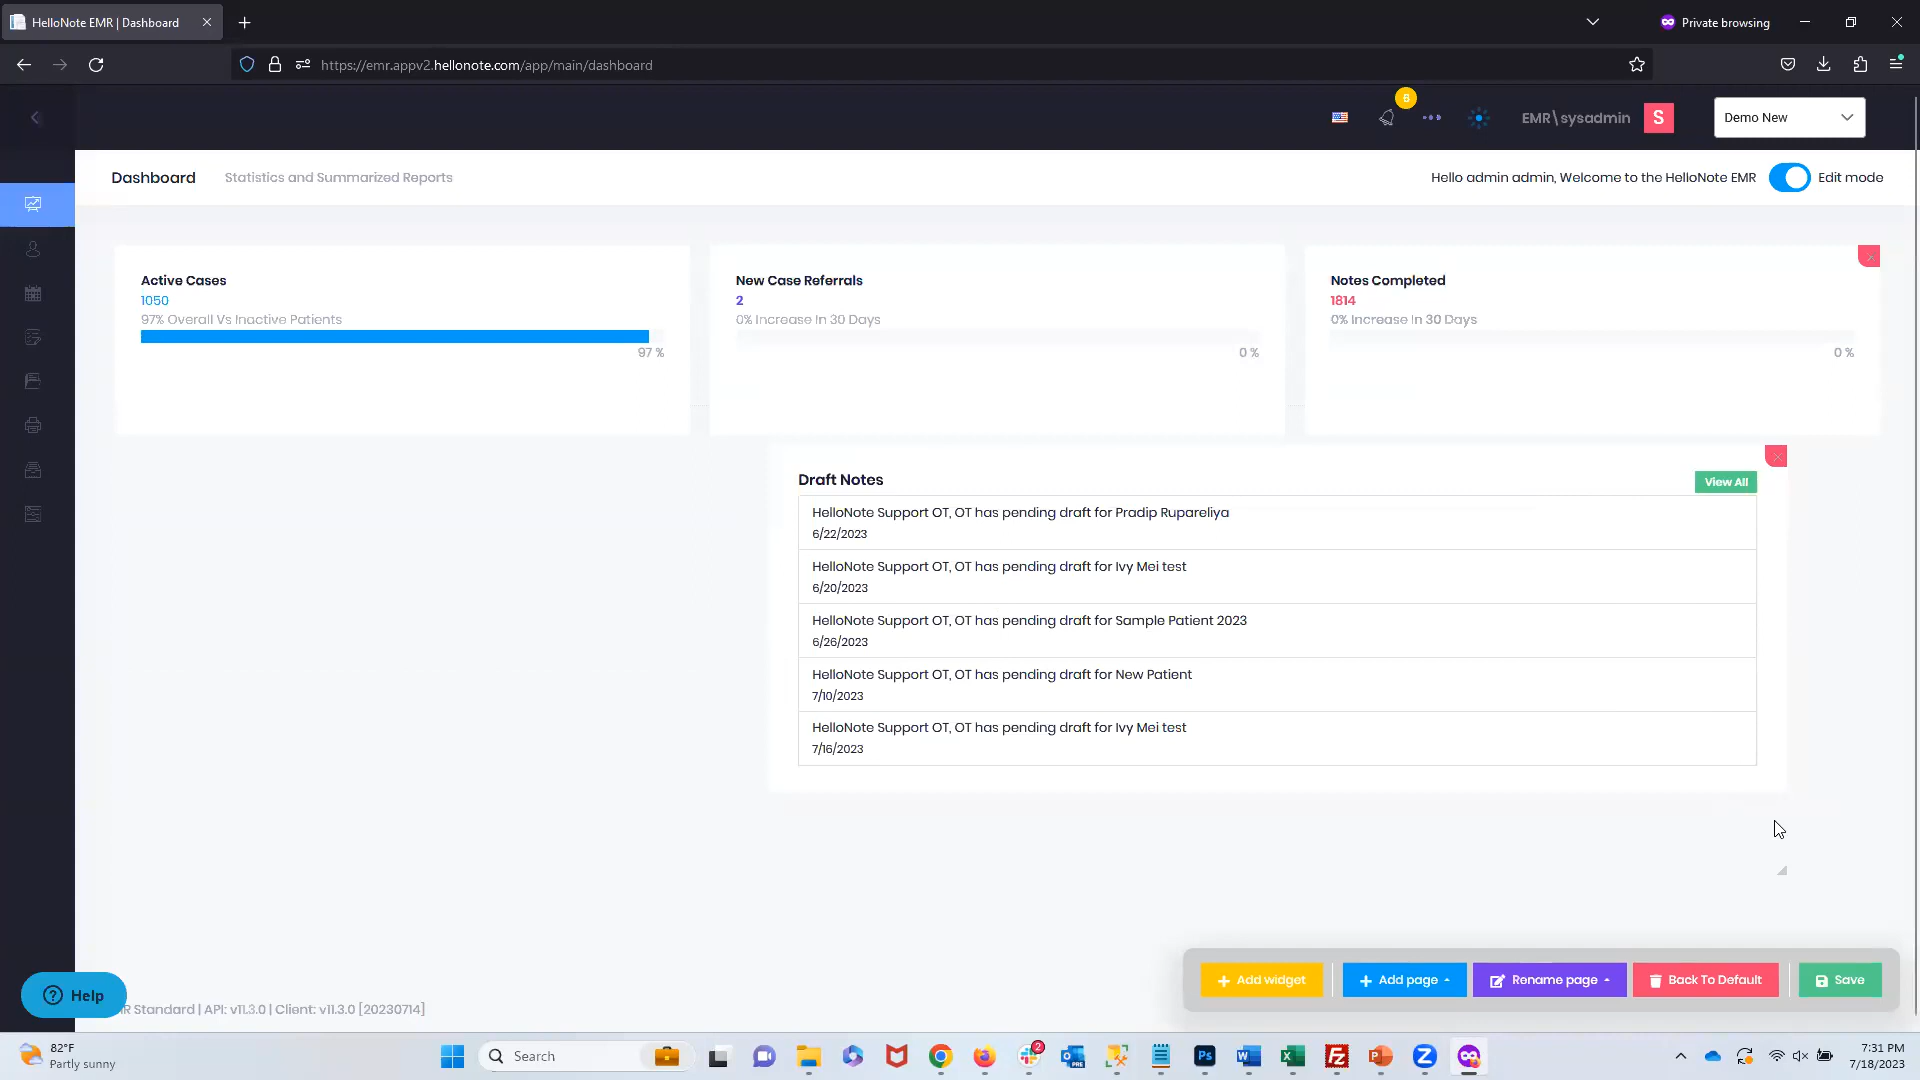 HelloNote EMR | Dashboard
Private browsing
https://emr.appv2.hellonote.com/app/main/dashboard
6
EMR\sysadmin
S
Demo New
Dashboard
Statistics and Summarized Reports
Hello admin admin, Welcome to the HelloNote EMR
Edit mode
Active Cases
1050
97% Overall Vs Inactive Patients
97 %
New Case Referrals
2
0% Increase In 30 Days
0 %
Notes Completed
1814
0% Increase In 30 Days
0 %
Draft Notes
View All
HelloNote Support OT, OT has pending draft for Pradip Rupareliya
6/22/2023
HelloNote Support OT, OT has pending draft for Ivy Mei test
6/20/2023
HelloNote Support OT, OT has pending draft for Sample Patient 2023
6/26/2023
HelloNote Support OT, OT has pending draft for New Patient
7/10/2023
HelloNote Support OT, OT has pending draft for Ivy Mei test
7/16/2023
Add widget
Add page
Rename page
Back To Default
Save
Help
R Standard | API: v11.3.0 | Client: v11.3.0 [20230714]
82°F
Partly sunny
Search
2
Ps
Fz
7:31 PM
7/18/2023